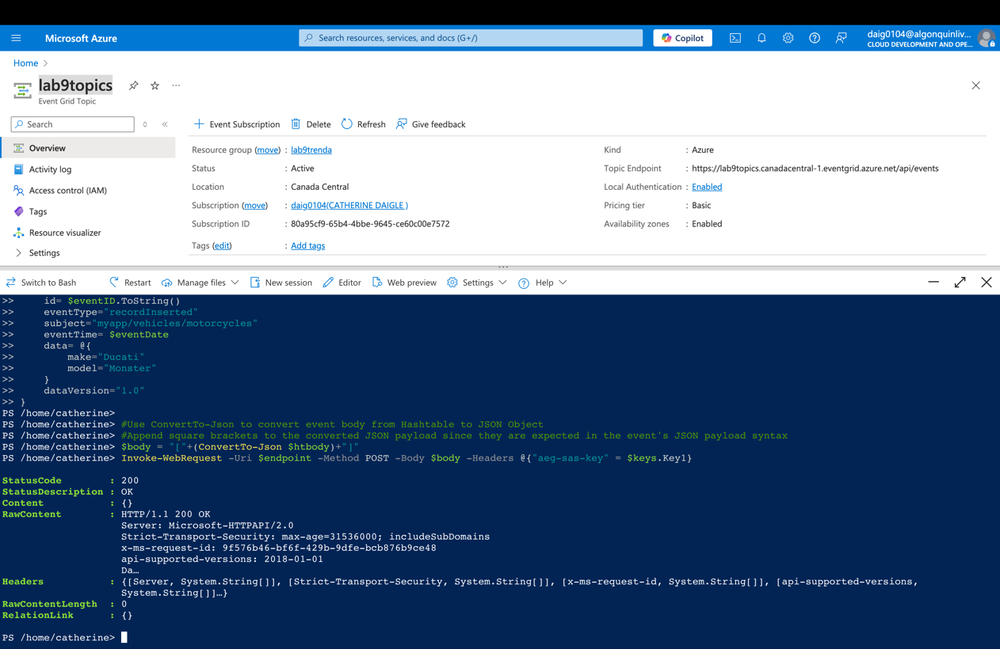 Microsoft Azure
Search resources, services, and docs (G+/)
Copilot
daig0104@algonquinliv...
CLOUD DEVELOPMENT AND OPE...
Home
lab9topics
Event Grid Topic
Search
Event Subscription
Delete
Refresh
Give feedback
Overview
Activity log
Access control (IAM)
Tags
Resource visualizer
Settings
Resource group (move) : lab9trenda
Status : Active
Location : Canada Central
Subscription (move) : daig0104(CATHERINE DAIGLE )
Subscription ID : 80a95cf9-65b4-4bbe-9645-ce60c00e7572
Tags (edit) : Add tags
Kind : Azure
Topic Endpoint : https://lab9topics.canadacentral-1.eventgrid.azure.net/api/events
Local Authentication : Enabled
Pricing tier : Basic
Availability zones : Enabled
Switch to Bash
Restart
Manage files
New session
Editor
Web preview
Settings
Help
>> id= $eventID.ToString()
>> eventType="recordInserted"
>> subject="myapp/vehicles/motorcycles"
>> eventTime= $eventDate
>> data= @{
>> make="Ducati"
>> model="Monster"
>> }
>> dataVersion="1.0"
>> }
PS /home/catherine>
PS /home/catherine> #Use ConvertTo-Json to convert event body from Hashtable to JSON Object
PS /home/catherine> #Append square brackets to the converted JSON payload since they are expected in the event's JSON payload syntax
PS /home/catherine> $body = "["+(ConvertTo-Json $htbody)+"]"
PS /home/catherine> Invoke-WebRequest -Uri $endpoint -Method POST -Body $body -Headers @{"aeg-sas-key" = $keys.Key1}
StatusCode : 200
StatusDescription : OK
Content : {}
RawContent : HTTP/1.1 200 OK
Server: Microsoft-HTTPAPI/2.0
Strict-Transport-Security: max-age=31536000; includeSubDomains
x-ms-request-id: 9f576b46-bf6f-429b-9dfe-bcb876b9ce48
api-supported-versions: 2018-01-01
Da…
Headers : {[Server, System.String[]], [Strict-Transport-Security, System.String[]], [x-ms-request-id, System.String[]], [api-supported-versions,
System.String[]]…}
RawContentLength : 0
RelationLink : {}
PS /home/catherine>